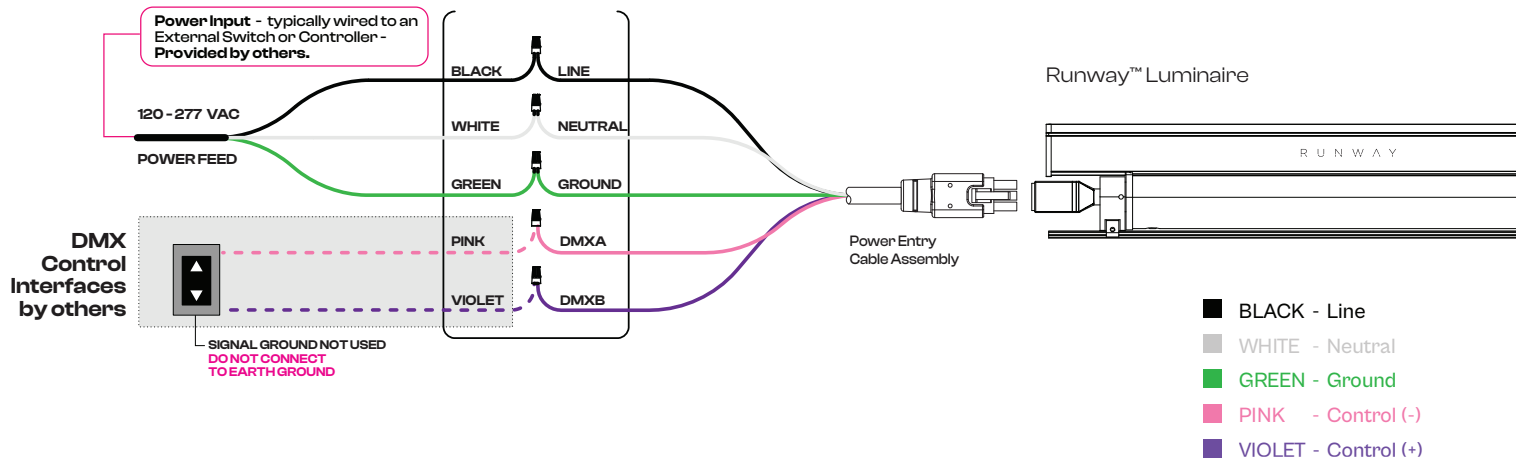 Power Input - typically wired to an
External Switch or Controller -
Provided by others.
BLACK
LINE
Runway™ Luminaire
120 - 277 VAC
WHITE
NEUTRAL
RUNWAY
POWER FEED
GREEN
GROUND
DMX
Control
Interfaces
by others
PINK
DMXA
Power Entry
Cable Assembly
VIOLET
DMXB
SIGNAL GROUND NOT USED
DO NOT CONNECT
TO EARTH GROUND
BLACK - Line
WHITE - Neutral
GREEN - Ground
PINK - Control (-)
VIOLET - Control (+)